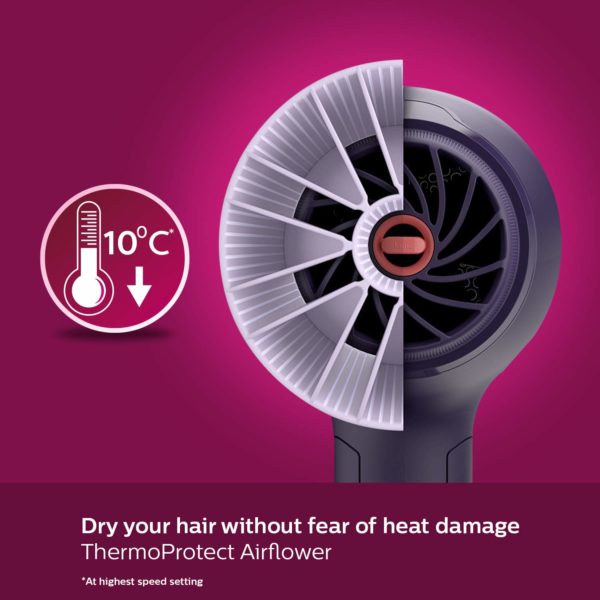 10°C*
Dry your hair without fear of heat damage
ThermoProtect Airflower
*At highest speed setting